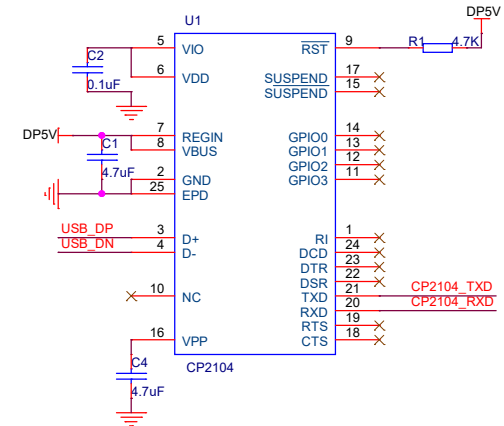 DP5V
U1
5 VIO RST 9 R1 4.7K
C2
0.1uF
6 VDD SUSPEND 17
SUSPEND 15
DP5V 7 REGIN GPIO0 14
8 VBUS GPIO1 13
C1 GPIO2 12
4.7uF 2 GND GPIO3 11
25 EPD
USB_DP 3 D+ RI 1
USB_DN 4 D- DCD 24
DTR 23
DSR 22
10 NC TXD 21 CP2104_TXD
RXD 20 CP2104_RXD
RTS 19
16 VPP CTS 18
C4 CP2104
4.7uF